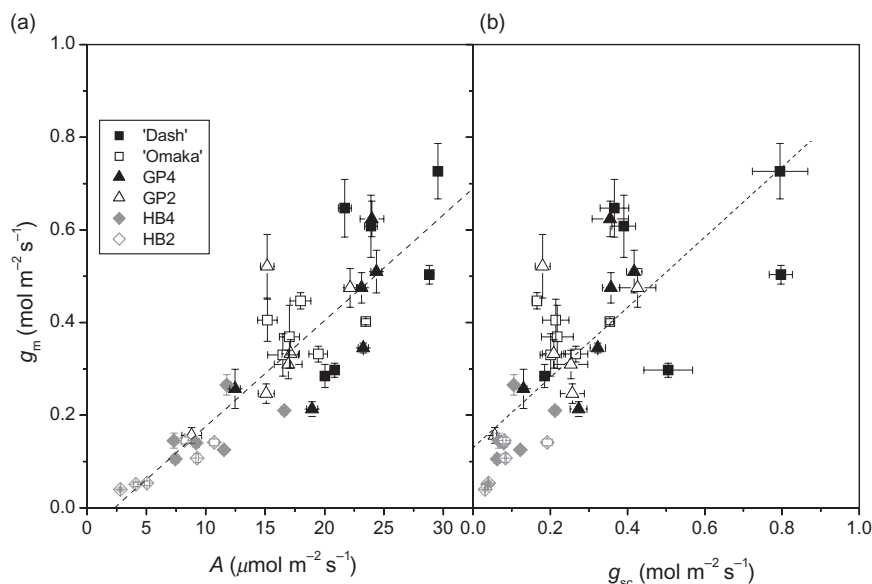 (a)
(b)
1.0
0.8
0.6
0.4
0.2
0.0
gm (mol m−2 s−1)
'Dash'
'Omaka'
GP4
GP2
HB4
HB2
0 5 10 15 20 25 30
0.0 0.2 0.4 0.6 0.8 1.0
A (μmol m−2 s−1)
gsc (mol m−2 s−1)